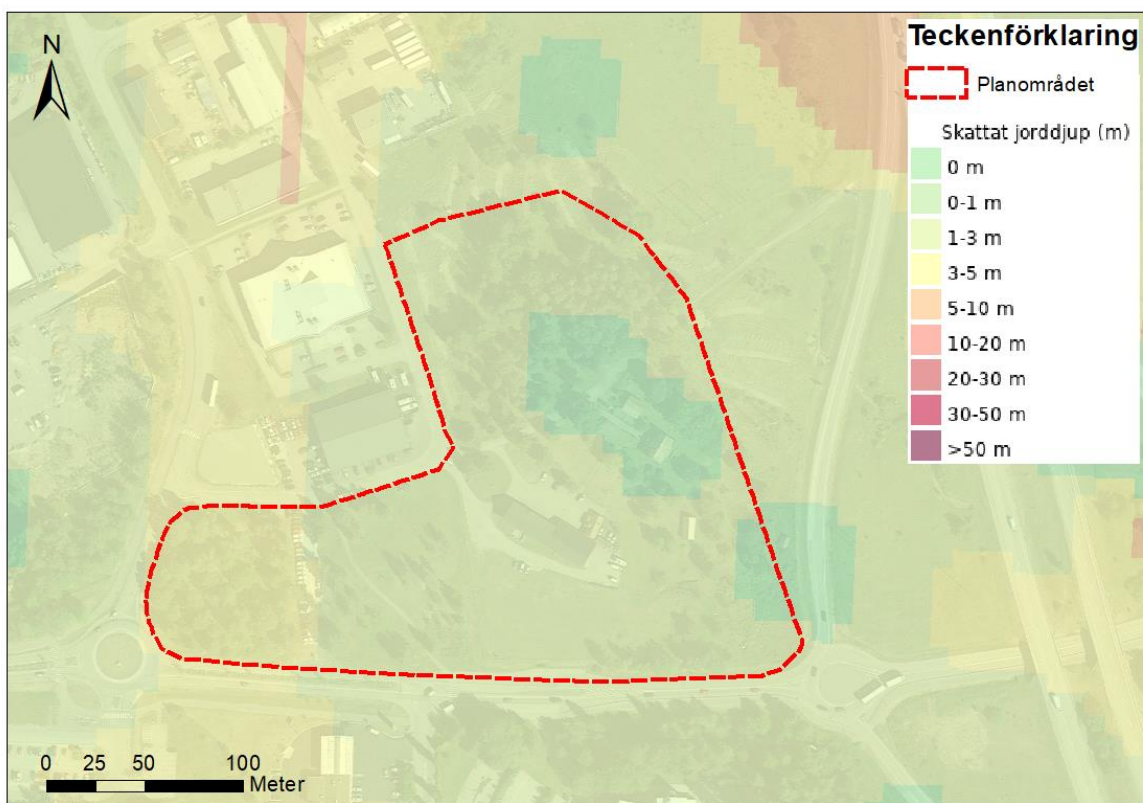 N
Teckenförklaring
Planområdet
Skattat jorddjup (m)
0 m
0-1 m
1-3 m
3-5 m
5-10 m
10-20 m
20-30 m
30-50 m
>50 m
0 25 50 100
Meter